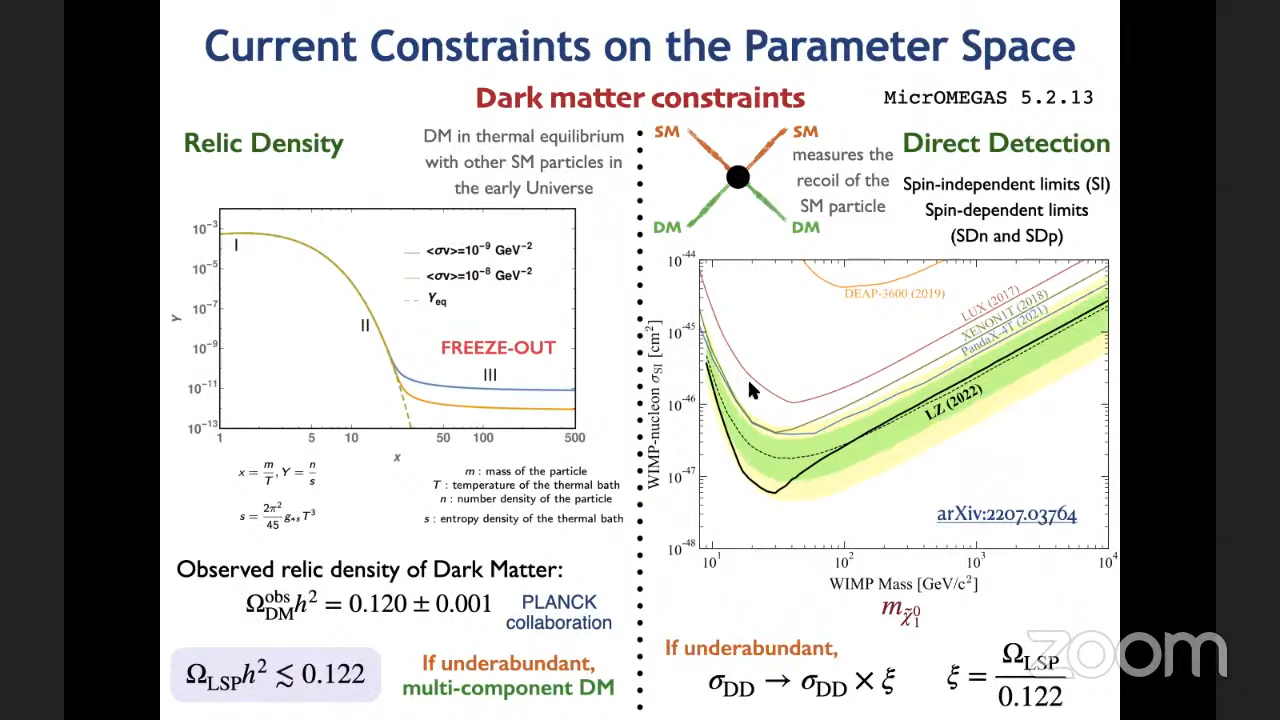 Current Constraints on the Parameter Space
Dark matter constraints
MicrOMEGAS 5.2.13
Relic Density
DM in thermal equilibrium
with other SM particles in
the early Universe
10⁻³
10⁻⁵
10⁻⁷
10⁻⁹
10⁻¹¹
10⁻¹³
Y
I
II
III
<σv>=10⁻⁹ GeV⁻²
<σv>=10⁻⁸ GeV⁻²
Y_eq
FREEZE-OUT
1 5 10 50 100 500
x
x = m/T, Y = n/s
s = 2π²/45 g_{*s} T³
m : mass of the particle
T : temperature of the thermal bath
n : number density of the particle
s : entropy density of the thermal bath
Observed relic density of Dark Matter:
Ω_DM^obs h² = 0.120 ± 0.001
PLANCK
collaboration
Ω_LSP h² ≲ 0.122
If underabundant,
multi-component DM
SM SM
DM DM
measures the
recoil of the
SM particle
Direct Detection
Spin-independent limits (SI)
Spin-dependent limits
(SDn and SDp)
10⁻⁴⁴
10⁻⁴⁵
10⁻⁴⁶
10⁻⁴⁷
10⁻⁴⁸
WIMP-nucleon σ_SI [cm²]
DEAP-3600 (2019)
LUX (2017)
XENON1T (2018)
PandaX-4T (2021)
LZ (2022)
arXiv:2207.03764
10¹ 10² 10³ 10⁴
WIMP Mass [GeV/c²]
m_{χ̃₁⁰}
If underabundant,
σ_DD → σ_DD × ξ
ξ = Ω_LSP/0.122
zoom